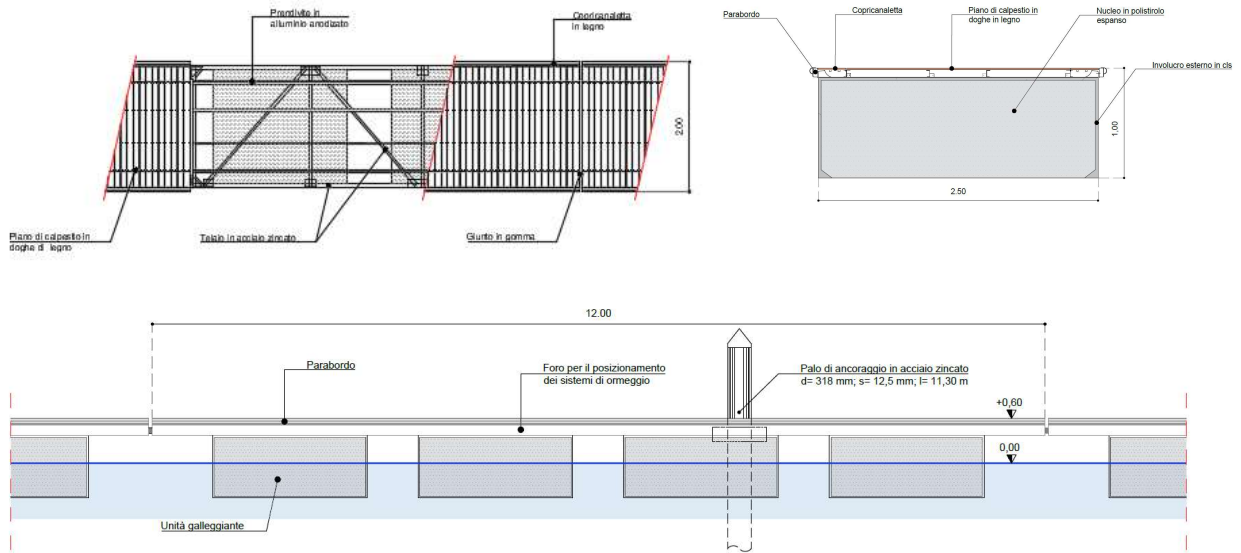 Prendivite in
alluminio anodizato
Cooricanaletta
in legno
2.00
Piano di calpestio in
doghe di legno
Telaio in acciaio zincato
Giunto in gomma
Parabordo
Copricanaletta
Piano di calpestio in
doghe in legno
Nucleo in polistirolo
espanso
Involucro esterno in cls
1.00
2.50
12.00
Parabordo
Foro per il posizionamento
dei sistemi di ormeggio
Palo di ancoraggio in acciaio zincato
d= 318 mm; s= 12,5 mm; l= 11,30 m
+0,60
0,00
Unità galleggiante